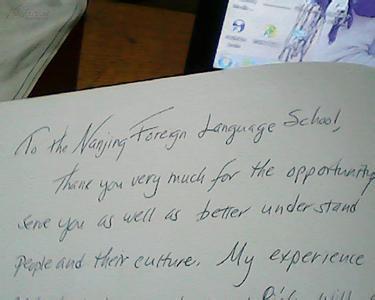 To the Nanjing Foreign Language School,
Thank you very much for the opportunity
serve you as well as better understand
people and their culture. My experience
will